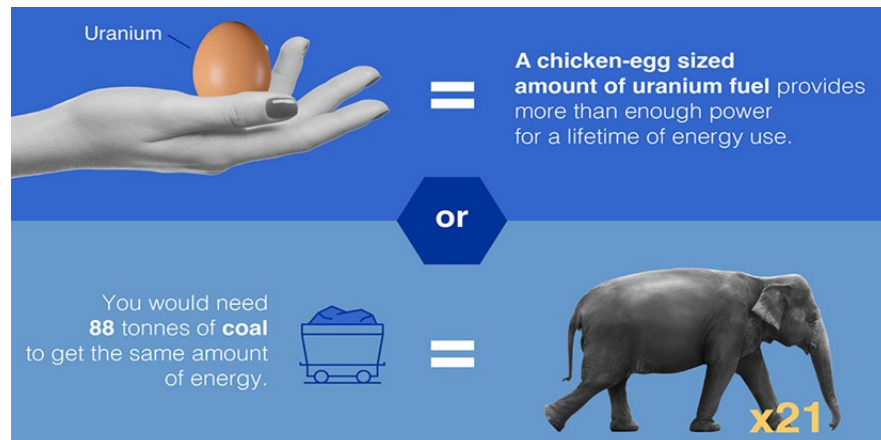 Uranium
A chicken-egg sized
amount of uranium fuel provides
more than enough power
for a lifetime of energy use.
or
You would need
88 tonnes of coal
to get the same amount
of energy.
x21